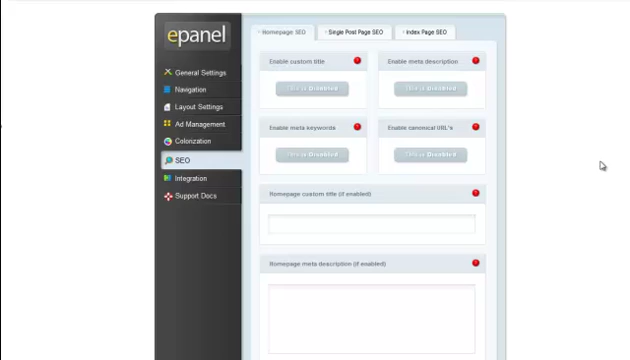 epanel
Homepage SEO
Single Post Page SEO
Index Page SEO
General Settings
Navigation
Layout Settings
Ad Management
Colorization
SEO
Integration
Support Docs
Enable custom title
Enable meta description
Disabled
Disabled
Enable meta keywords
Enable canonical URL's
Disabled
Disabled
Homepage custom title (if enabled)
Homepage meta description (if enabled)